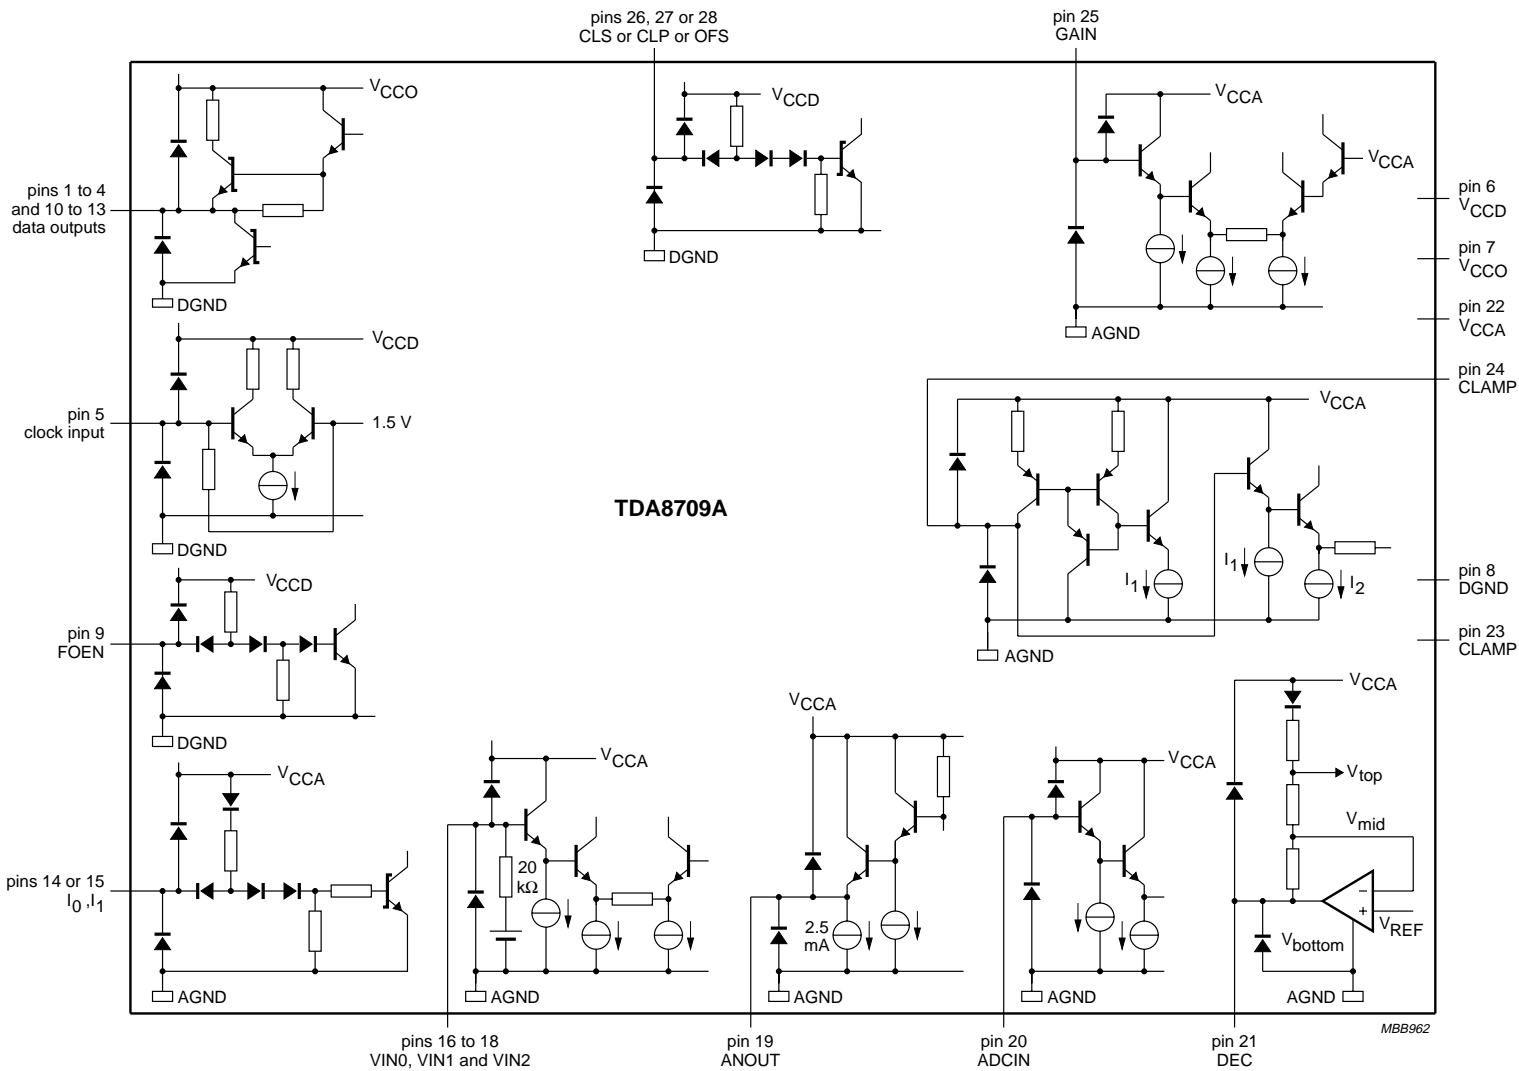 pins 26, 27 or 28
CLS or CLP or OFS
pin 25
GAIN
VCCO
VCCD
VCCA
VCCA
pins 1 to 4
and 10 to 13
data outputs
DGND
DGND
AGND
pin 6
VCCD
pin 7
VCCO
pin 22
VCCA
VCCD
pin 5
clock input
1.5 V
DGND
pin 24
CLAMP
VCCA
TDA8709A
I1
I1
I2
AGND
pin 8
DGND
pin 23
CLAMP
VCCD
pin 9
FOEN
DGND
VCCA
pins 14 or 15
I0 ,I1
AGND
VCCA
20
kΩ
AGND
VCCA
2.5
mA
AGND
VCCA
AGND
VCCA
Vtop
Vmid
−
+
VREF
Vbottom
AGND
pins 16 to 18
VIN0, VIN1 and VIN2
pin 19
ANOUT
pin 20
ADCIN
pin 21
DEC
MBB962